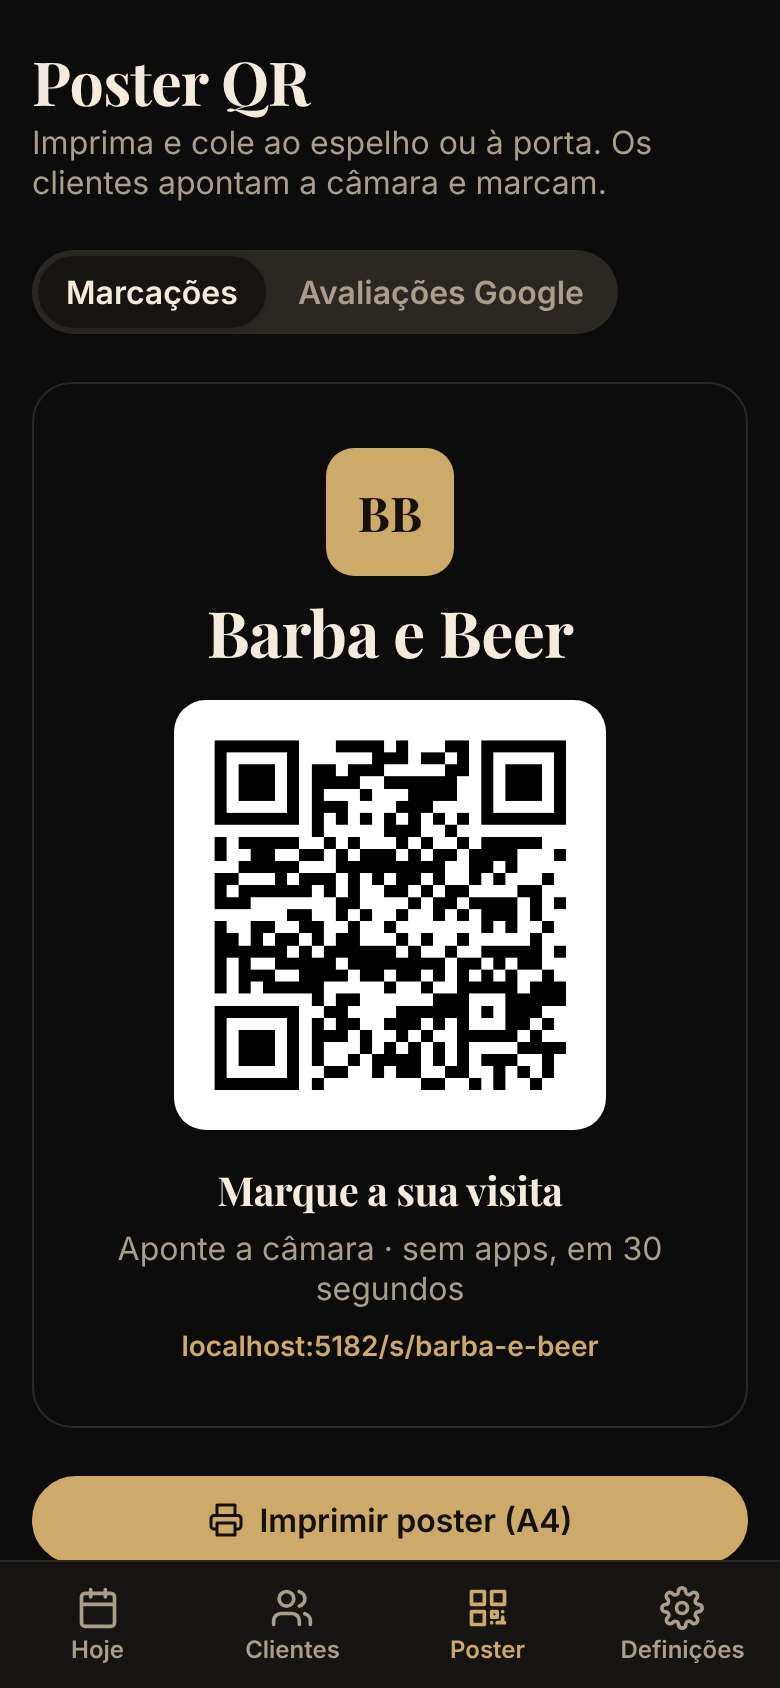 Poster QR
Imprima e cole ao espelho ou à porta. Os
clientes apontam a câmara e marcam.
Marcações
Avaliações Google
BB
Barba e Beer
Marque a sua visita
Aponte a câmara · sem apps, em 30
segundos
localhost:5182/s/barba-e-beer
Imprimir poster (A4)
Hoje
Clientes
Poster
Definições